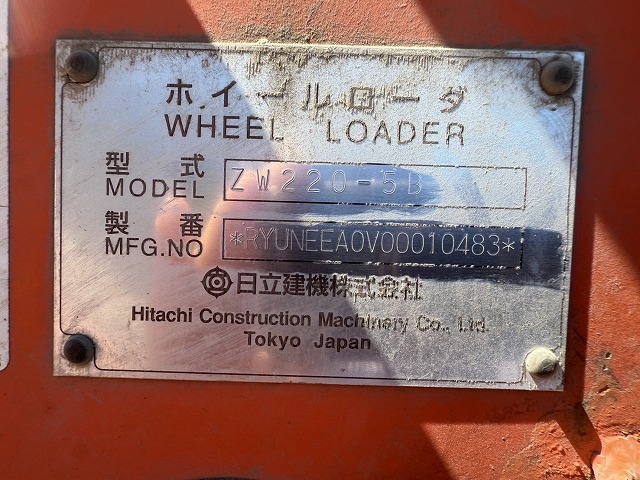 ホイールローダ
WHEEL LOADER
型式 MODEL ZW220-5B
製番 MFG.NO *RYUNEEA0V00010483*
日立建機株式会社
Hitachi Construction Machinery Co., Ltd.
Tokyo Japan